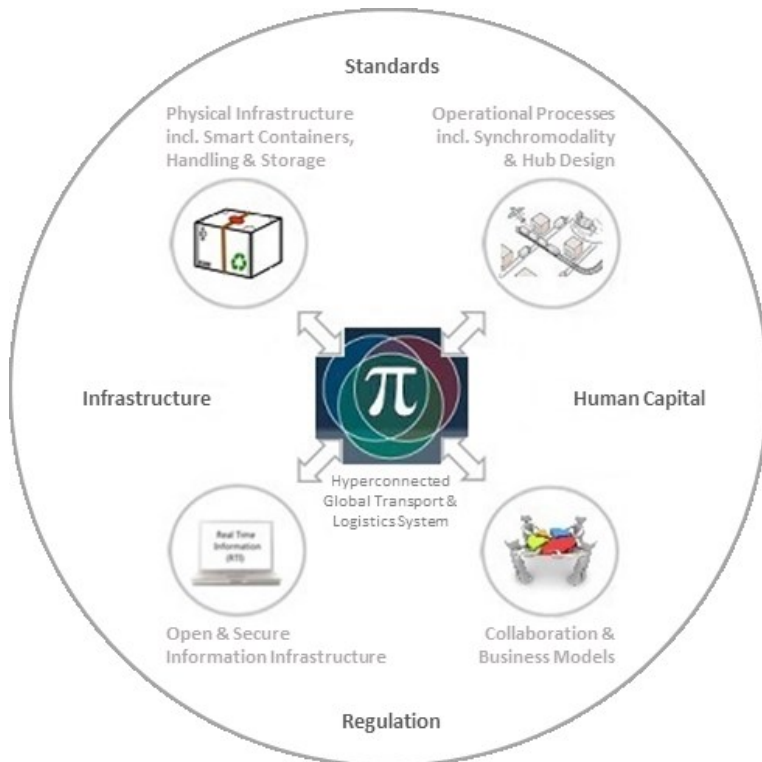 Standards
Physical Infrastructure
incl. Smart Containers,
Handling & Storage
Operational Processes
incl. Synchromodality
& Hub Design
Infrastructure
π
Human Capital
Hyperconnected
Global Transport &
Logistics System
Real Time
Information
(RTI)
Open & Secure
Information Infrastructure
Collaboration &
Business Models
Regulation